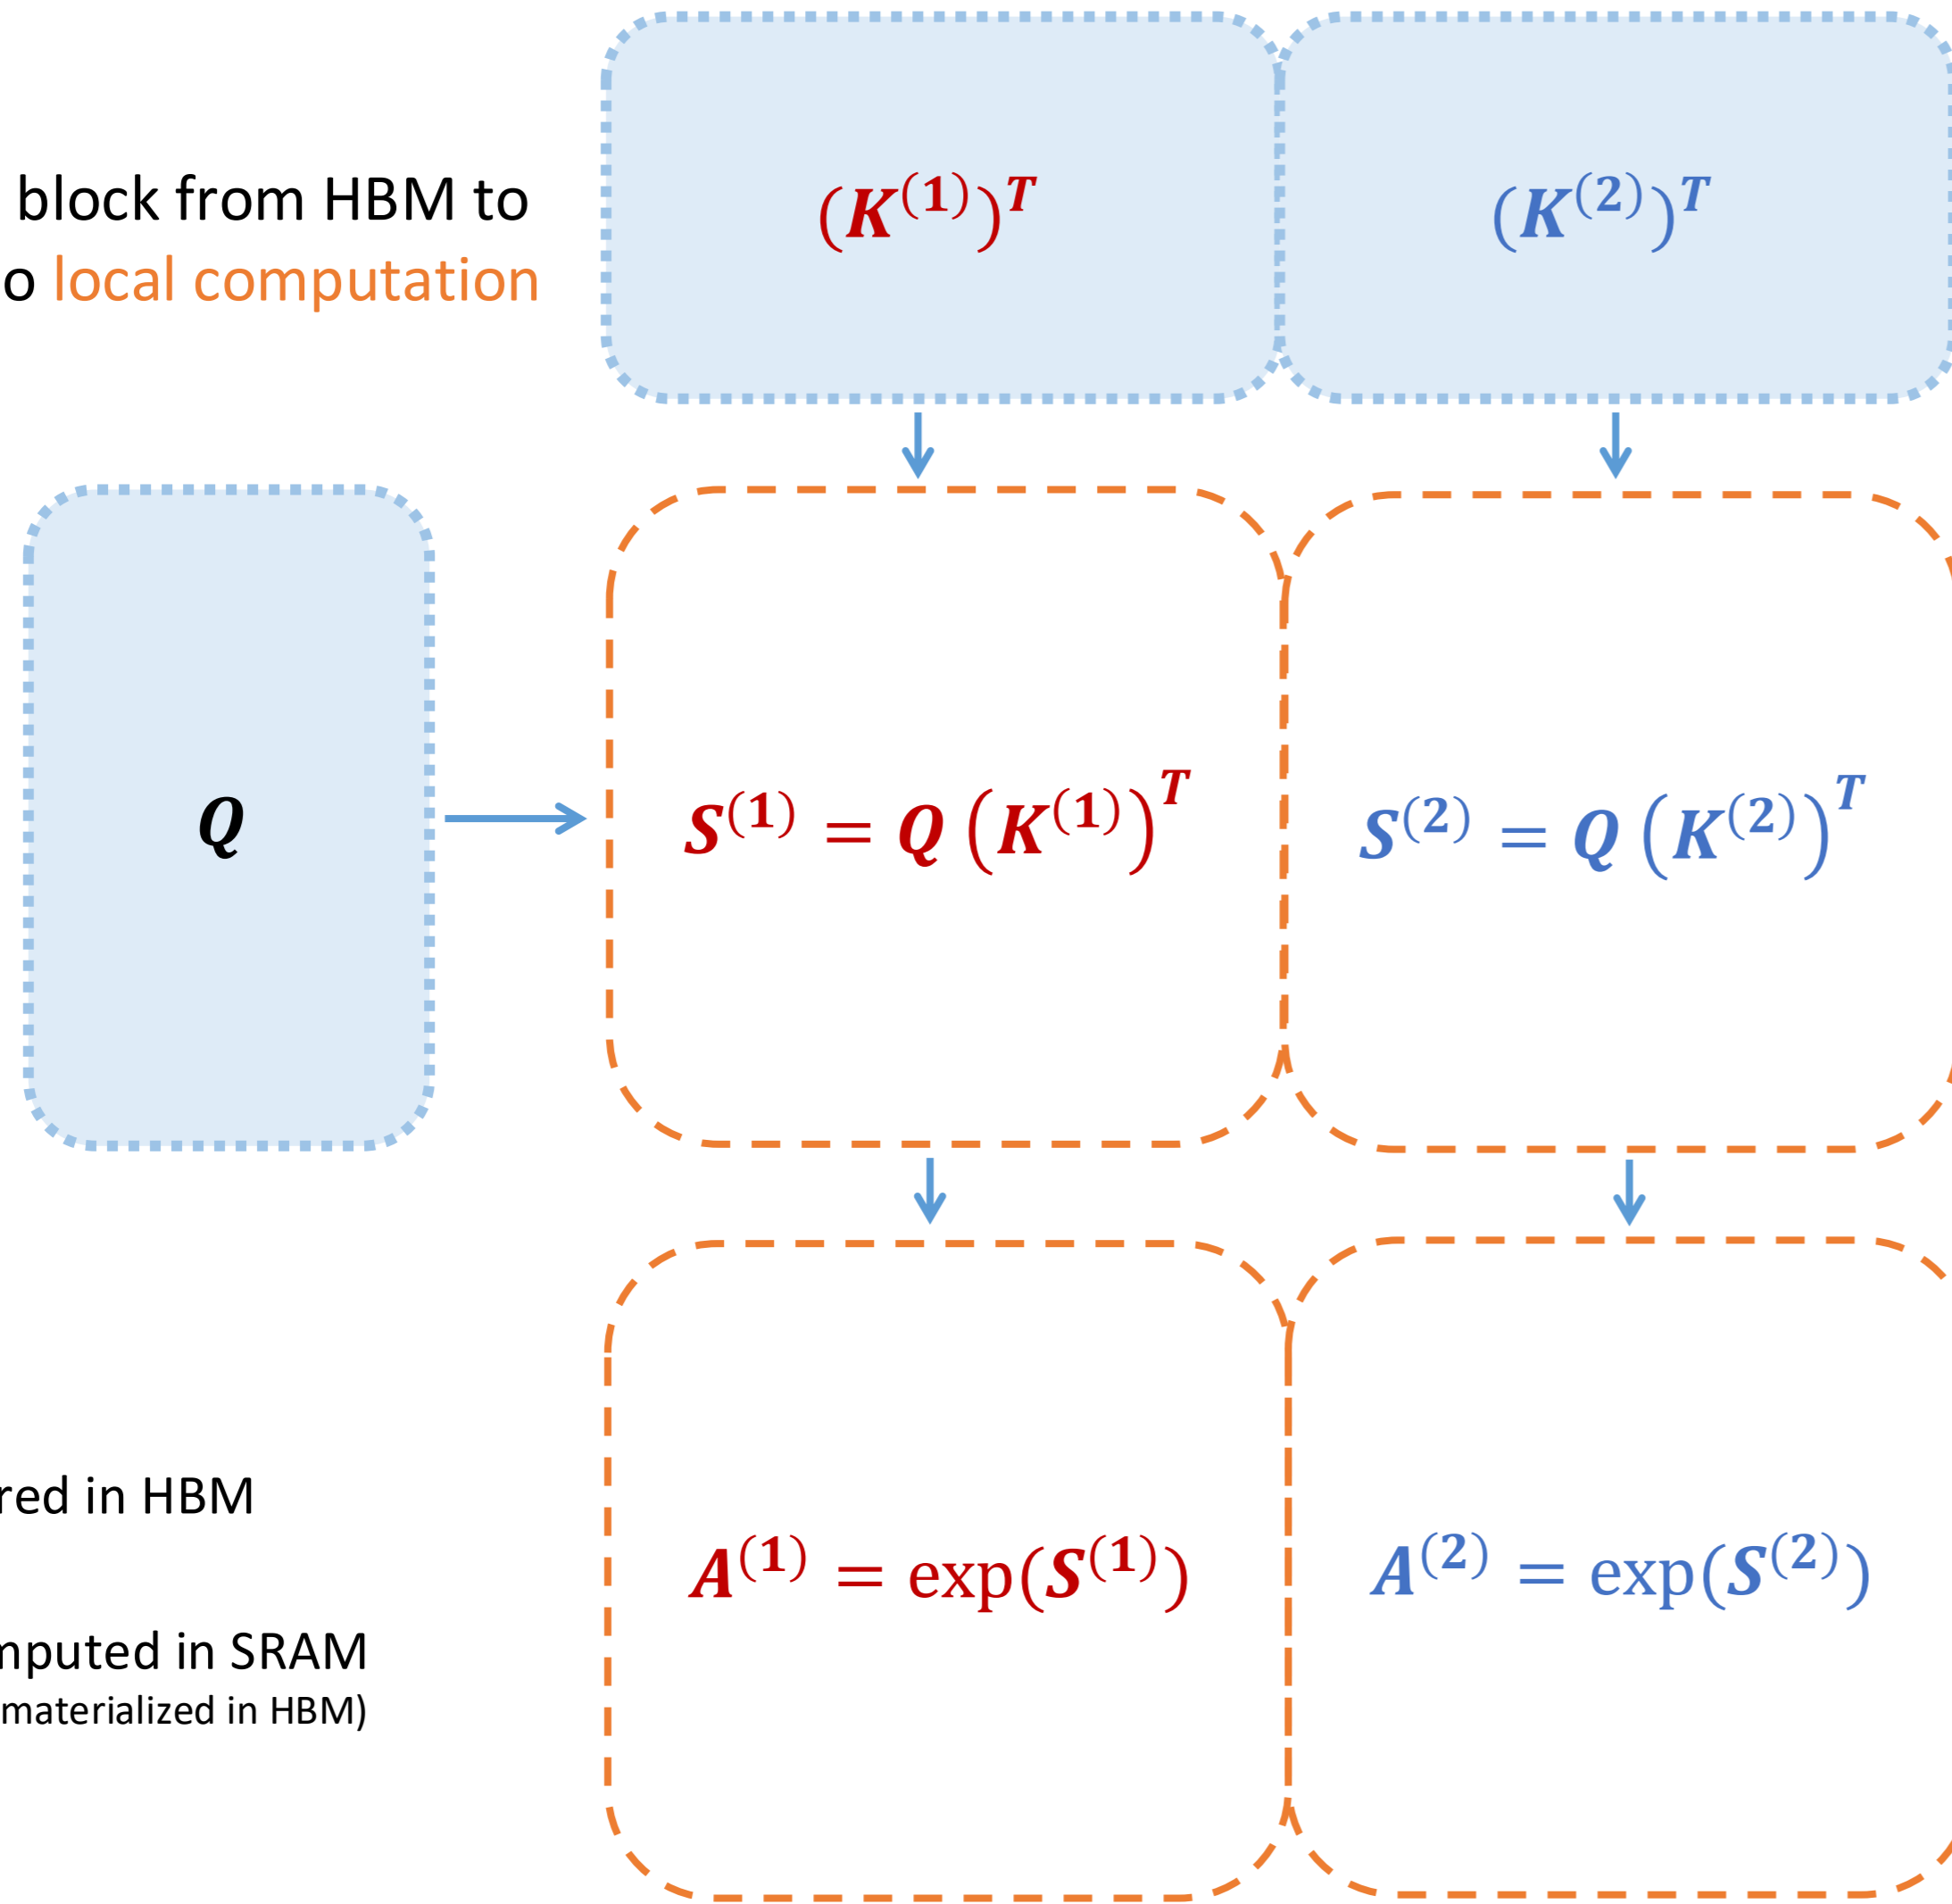 block from HBM to
o local computation
(K^(1))^T
(K^(2))^T
Q
S^(1) = Q (K^(1))^T
S^(2) = Q (K^(2))^T
red in HBM
A^(1) = exp(S^(1))
A^(2) = exp(S^(2))
mputed in SRAM
materialized in HBM)